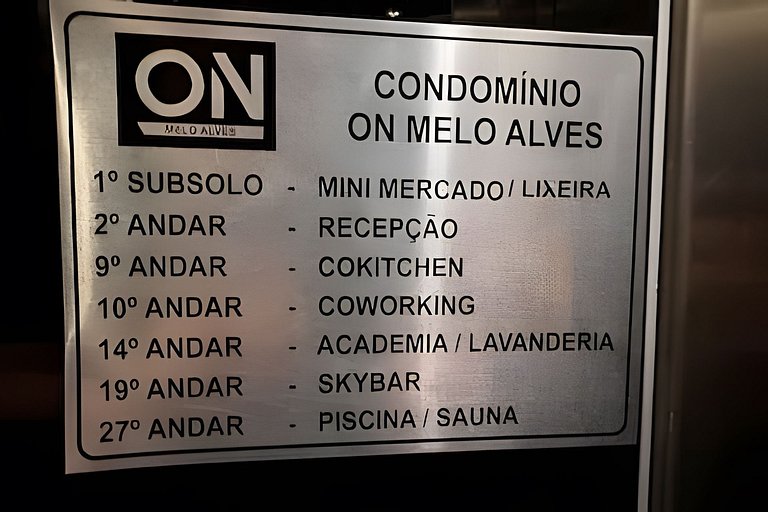 ON
MELO ALVES
CONDOMÍNIO
ON MELO ALVES
1º SUBSOLO - MINI MERCADO / LIXEIRA
2º ANDAR - RECEPÇÃO
9º ANDAR - COKITCHEN
10º ANDAR - COWORKING
14º ANDAR - ACADEMIA / LAVANDERIA
19º ANDAR - SKYBAR
27º ANDAR - PISCINA / SAUNA